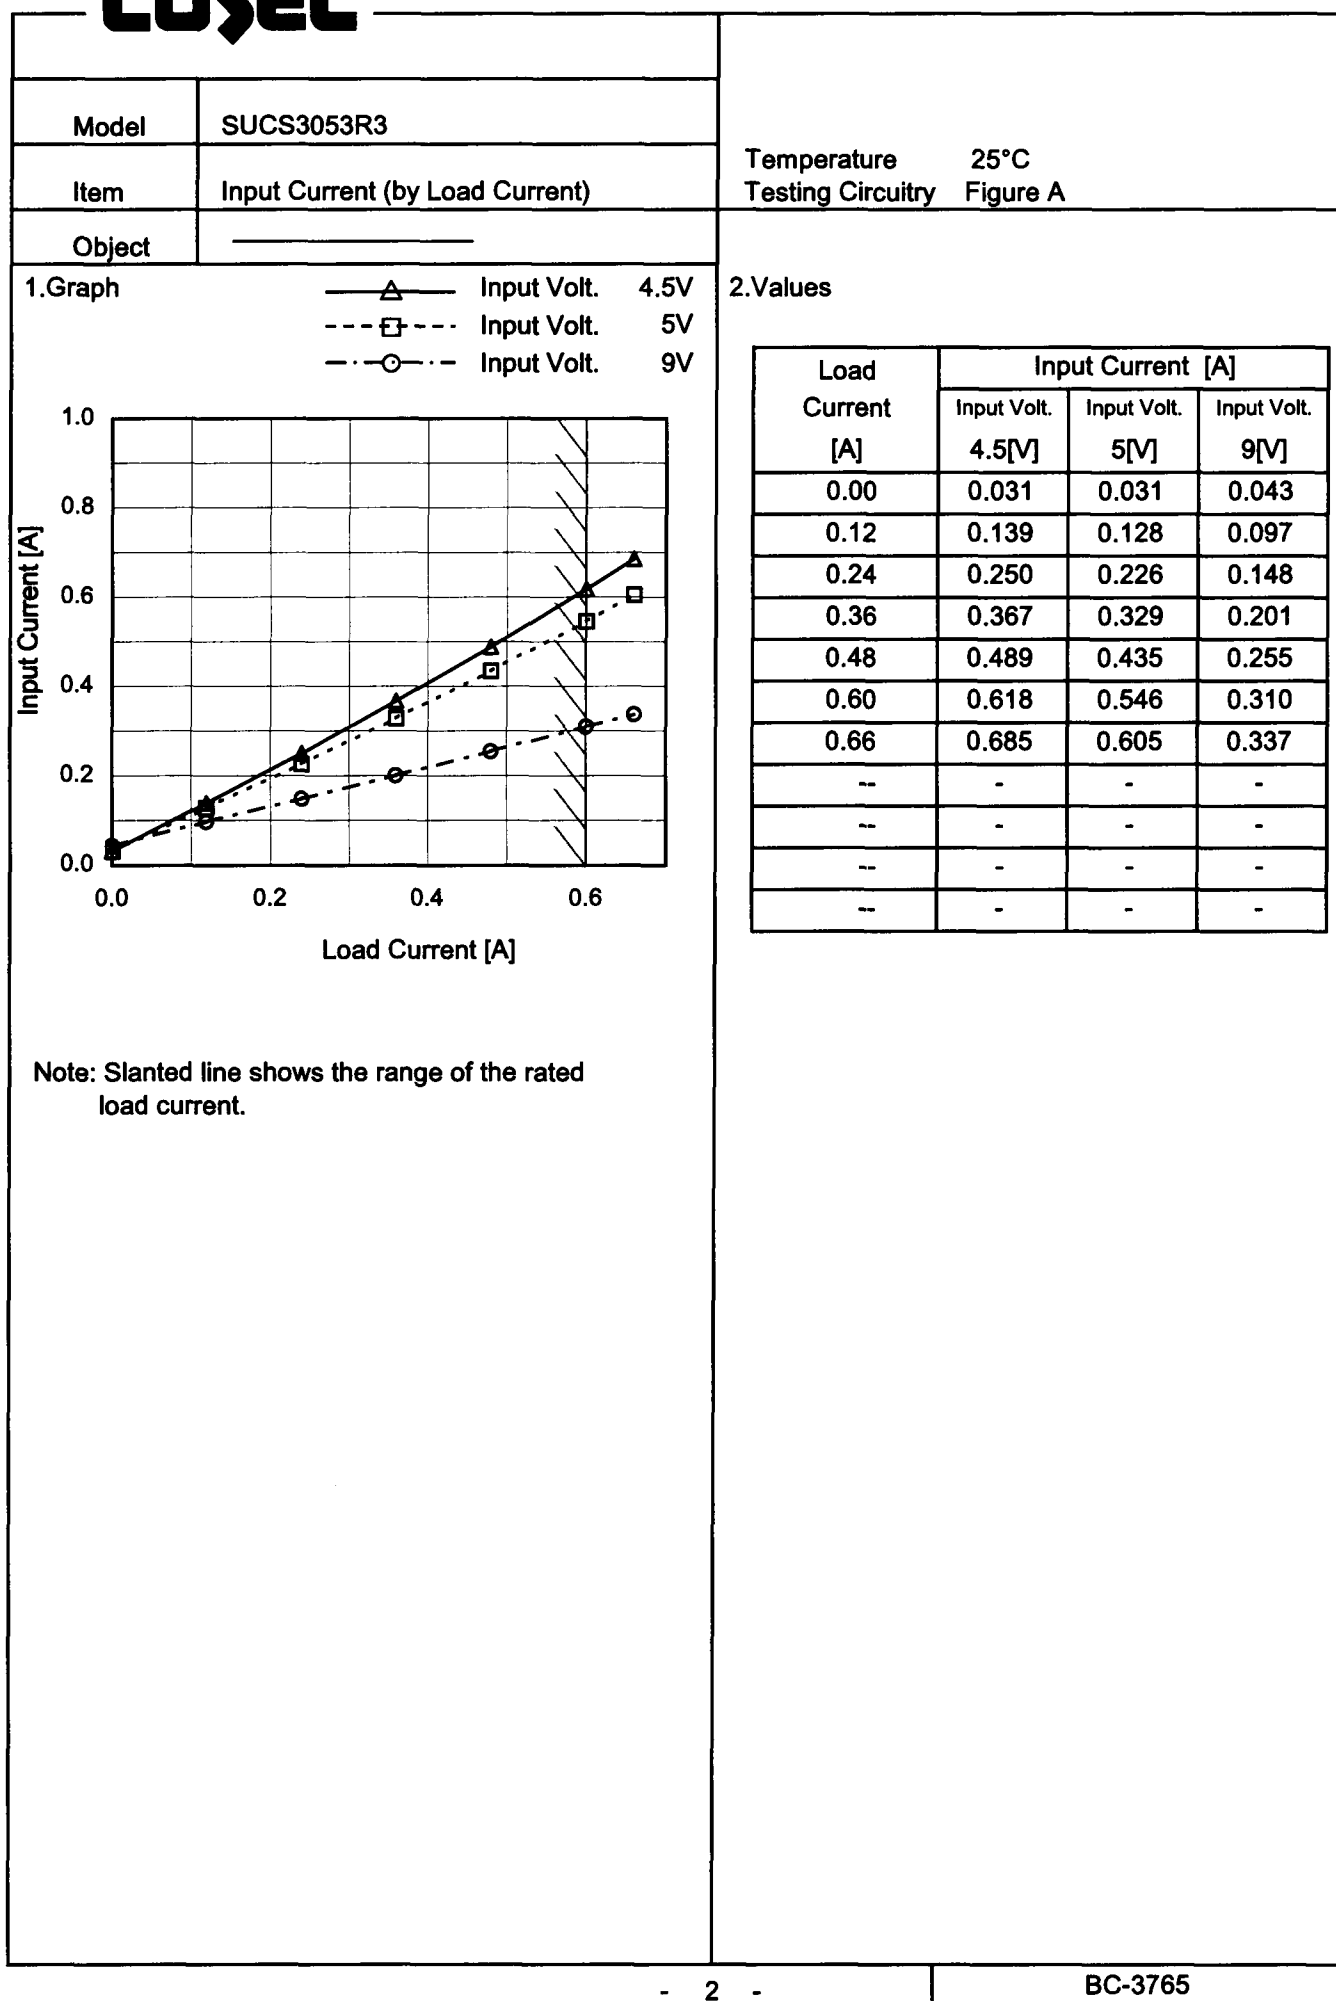 Model SUCS3053R3
Item Input Current (by Load Current)
Object
Temperature 25°C
Testing Circuitry Figure A
1.Graph
Input Volt. 4.5V
Input Volt. 5V
Input Volt. 9V
1.0
0.8
0.6
0.4
0.2
0.0
Input Current [A]
0.0 0.2 0.4 0.6
Load Current [A]
Note: Slanted line shows the range of the rated
load current.
2.Values
Load Input Current [A]
Current Input Volt. Input Volt. Input Volt.
[A] 4.5[V] 5[V] 9[V]
0.00 0.031 0.031 0.043
0.12 0.139 0.128 0.097
0.24 0.250 0.226 0.148
0.36 0.367 0.329 0.201
0.48 0.489 0.435 0.255
0.60 0.618 0.546 0.310
0.66 0.685 0.605 0.337
-- - - -
-- - - -
-- - - -
-- - - -
- 2 -
BC-3765